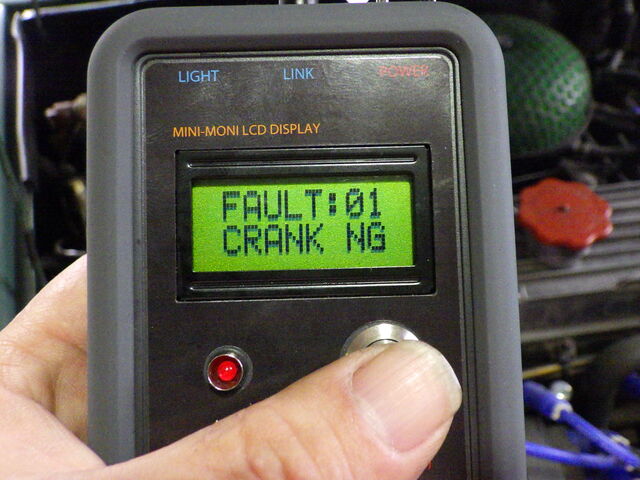 LIGHT LINK POWER
MINI-MONI LCD DISPLAY
FAULT:01
CRANK NG